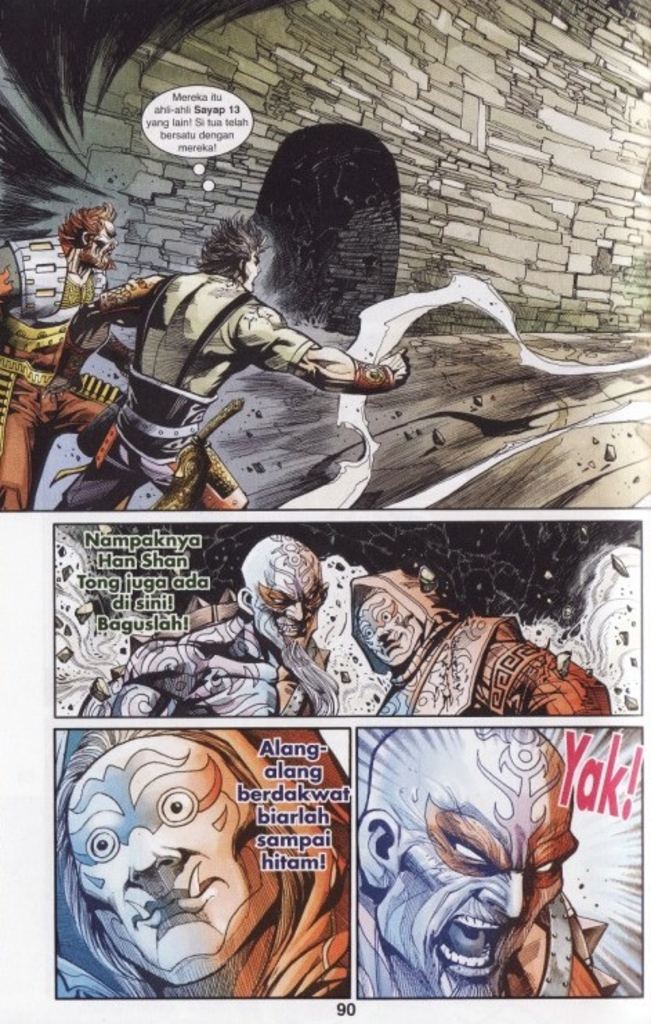 Mereka itu
ahli-ahli Sayap 13
yang lain! Si tua telah
bersatu dengan
mereka!
Nampaknya
Han Shan
Tong juga ada
di sini!
Baguslah!
Alang-
alang
berdakwat
biarlah
sampai
hitam!
Yak!
90